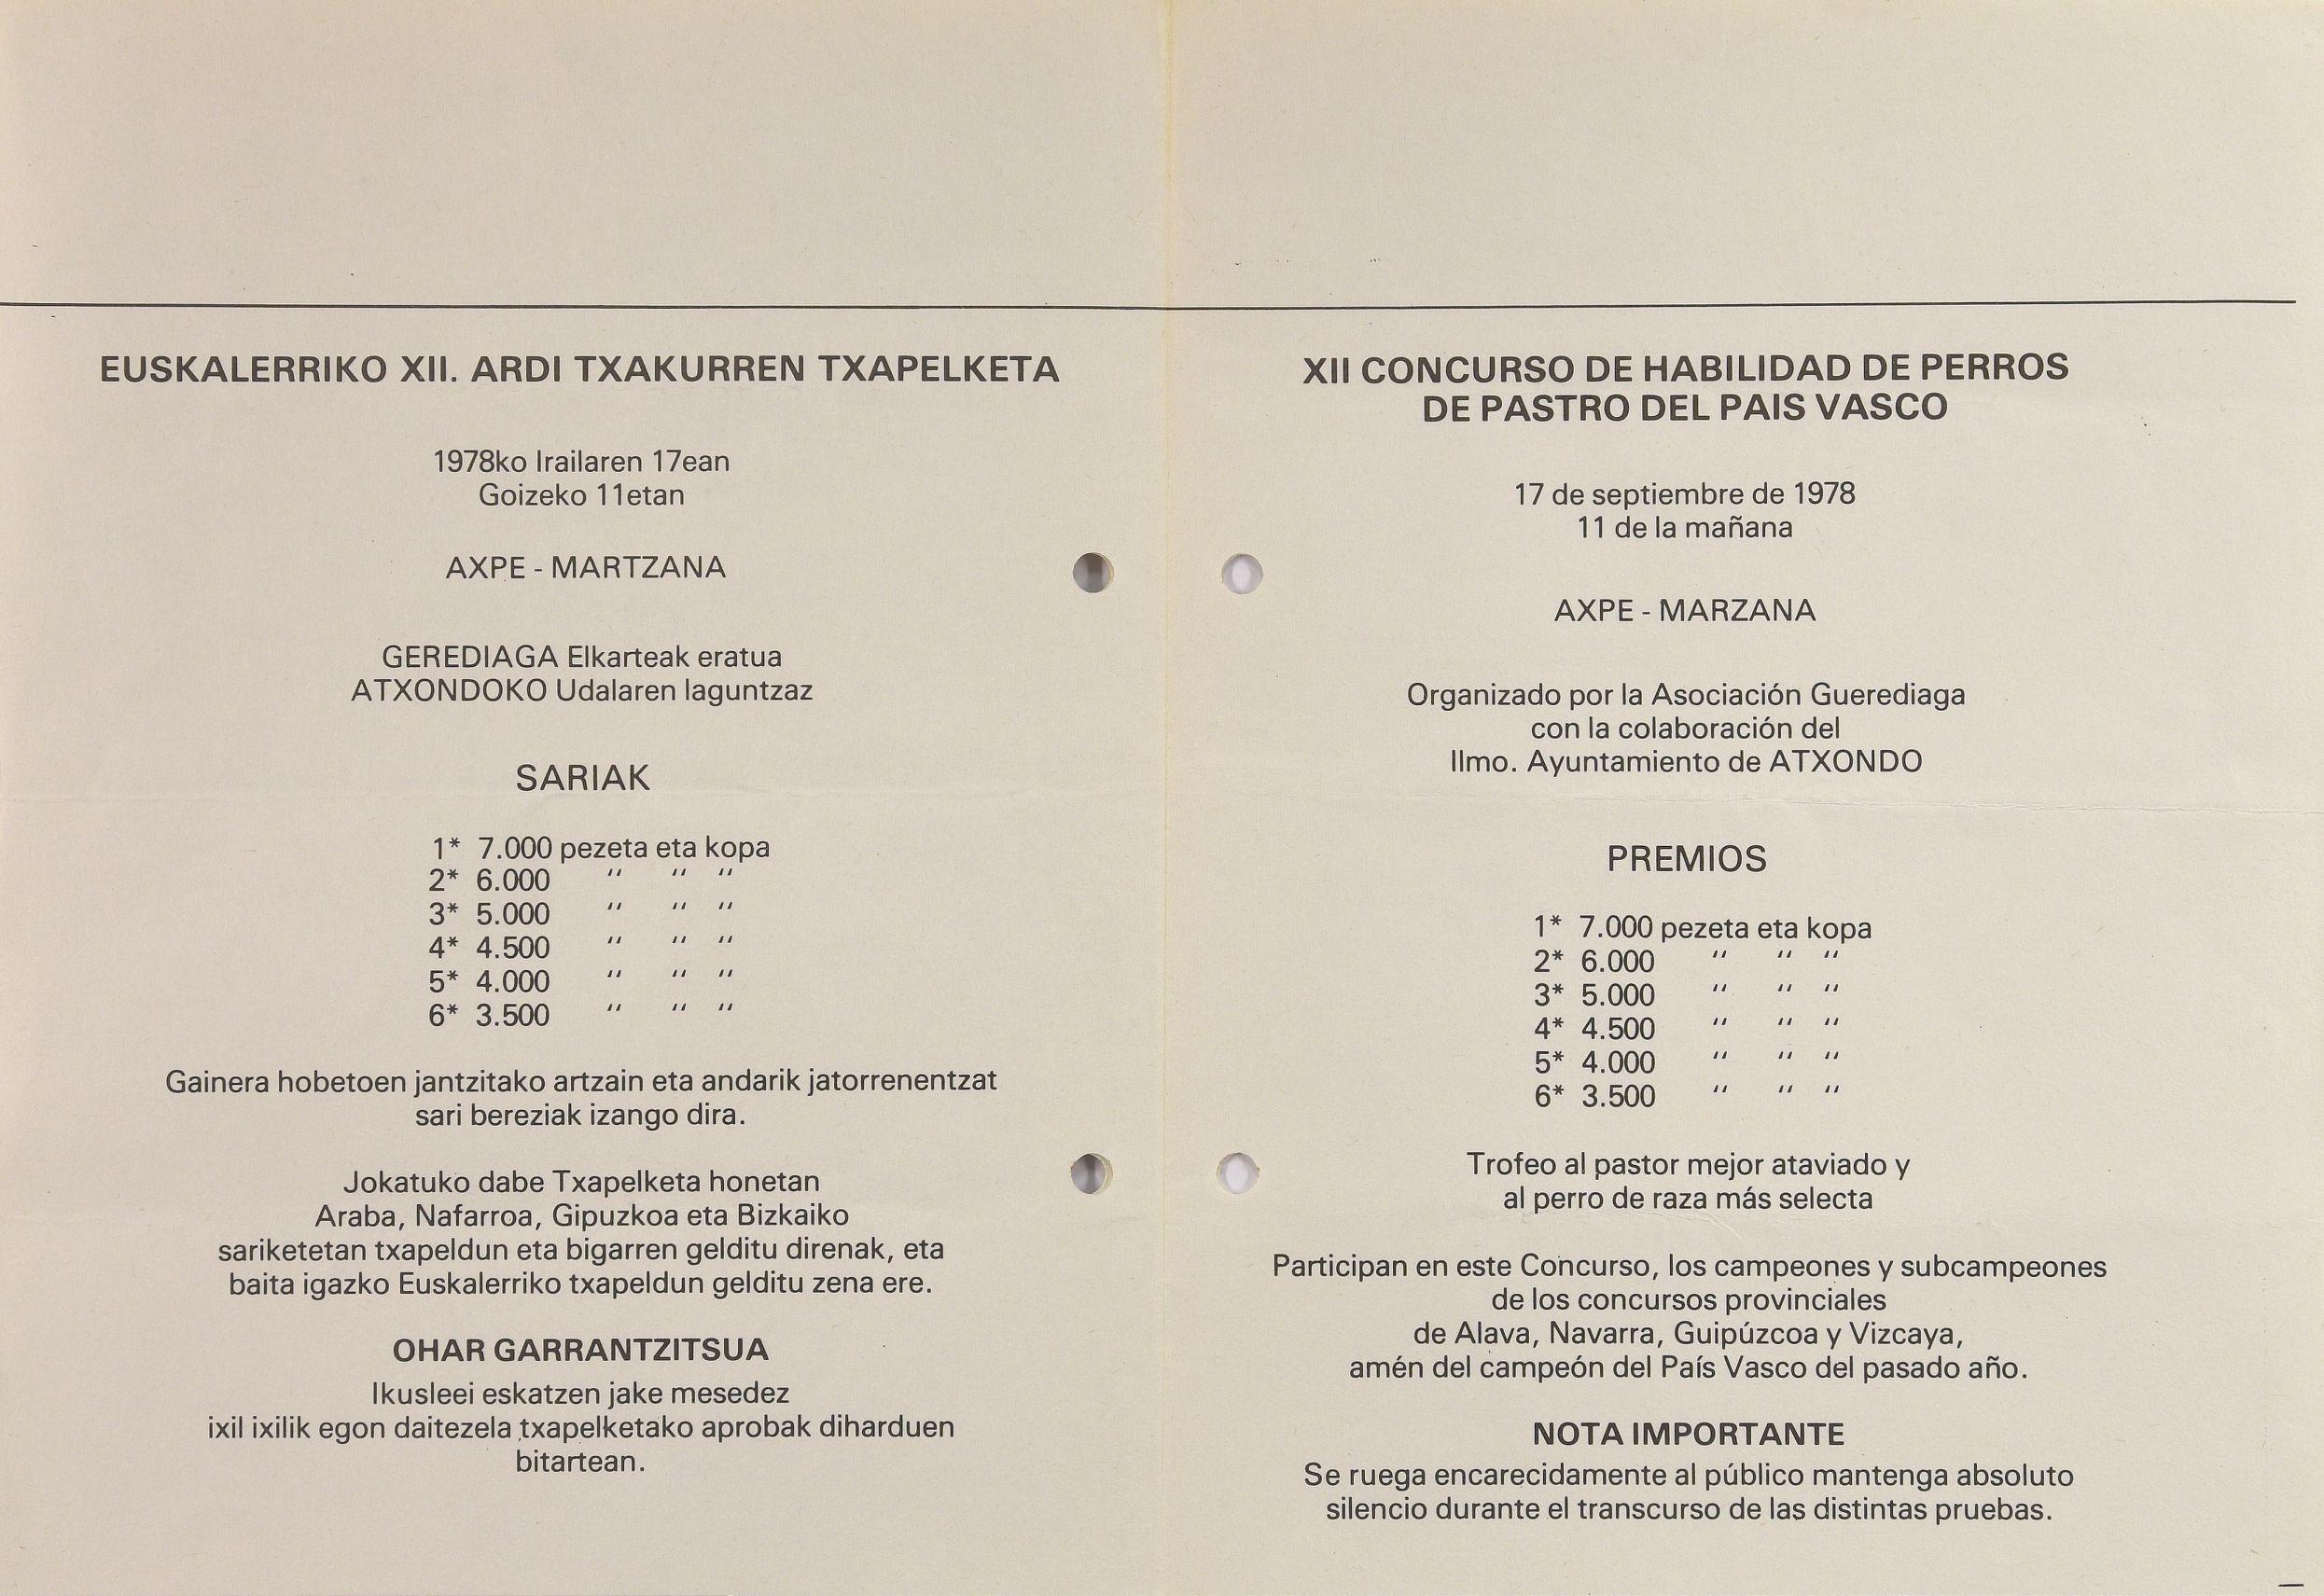 EUSKALERRIKO XII. ARDI TXAKURREN TXAPELKETA
1978ko Irailaren 17ean
Goizeko 11etan
AXPE - MARTZANA
GEREDIAGA Elkarteak eratua
ATXONDOKO Udalaren laguntzaz
SARIAK
1* 7.000 pezeta eta kopa
2* 6.000 " " "
3* 5.000 " " "
4* 4.500 " " "
5* 4.000 " " "
6* 3.500 " " "
Gainera hobetoen jantzitako artzain eta andarik jatorrenentzat
sari bereziak izango dira.
Jokatuko dabe Txapelketa honetan
Araba, Nafarroa, Gipuzkoa eta Bizkaiko
sariketetan txapeldun eta bigarren gelditu direnak, eta
baita igazko Euskalerriko txapeldun gelditu zena ere.
OHAR GARRANTZITSUA
Ikusleei eskatzen jake mesedez
ixil ixilik egon daitezela txapelketako aprobak diharduen
bitartean.
XII CONCURSO DE HABILIDAD DE PERROS
DE PASTRO DEL PAIS VASCO
17 de septiembre de 1978
11 de la mañana
AXPE - MARZANA
Organizado por la Asociación Guerediaga
con la colaboración del
Ilmo. Ayuntamiento de ATXONDO
PREMIOS
1* 7.000 pezeta eta kopa
2* 6.000 " " "
3* 5.000 " " "
4* 4.500 " " "
5* 4.000 " " "
6* 3.500 " " "
Trofeo al pastor mejor ataviado y
al perro de raza más selecta
Participan en este Concurso, los campeones y subcampeones
de los concursos provinciales
de Alava, Navarra, Guipúzcoa y Vizcaya,
amén del campeón del País Vasco del pasado año.
NOTA IMPORTANTE
Se ruega encarecidamente al público mantenga absoluto
silencio durante el transcurso de las distintas pruebas.